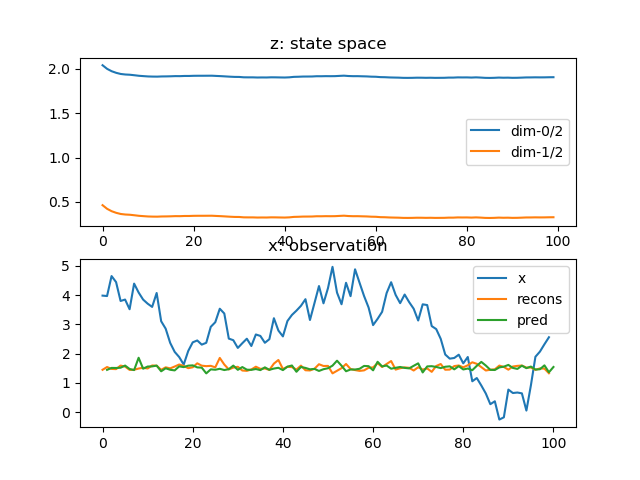 z: state space
2.0
1.5
1.0
0.5
dim-0/2
dim-1/2
0 20 40 60 80 100
x: observation
5
4
3
2
1
0
x
recons
pred
0 20 40 60 80 100